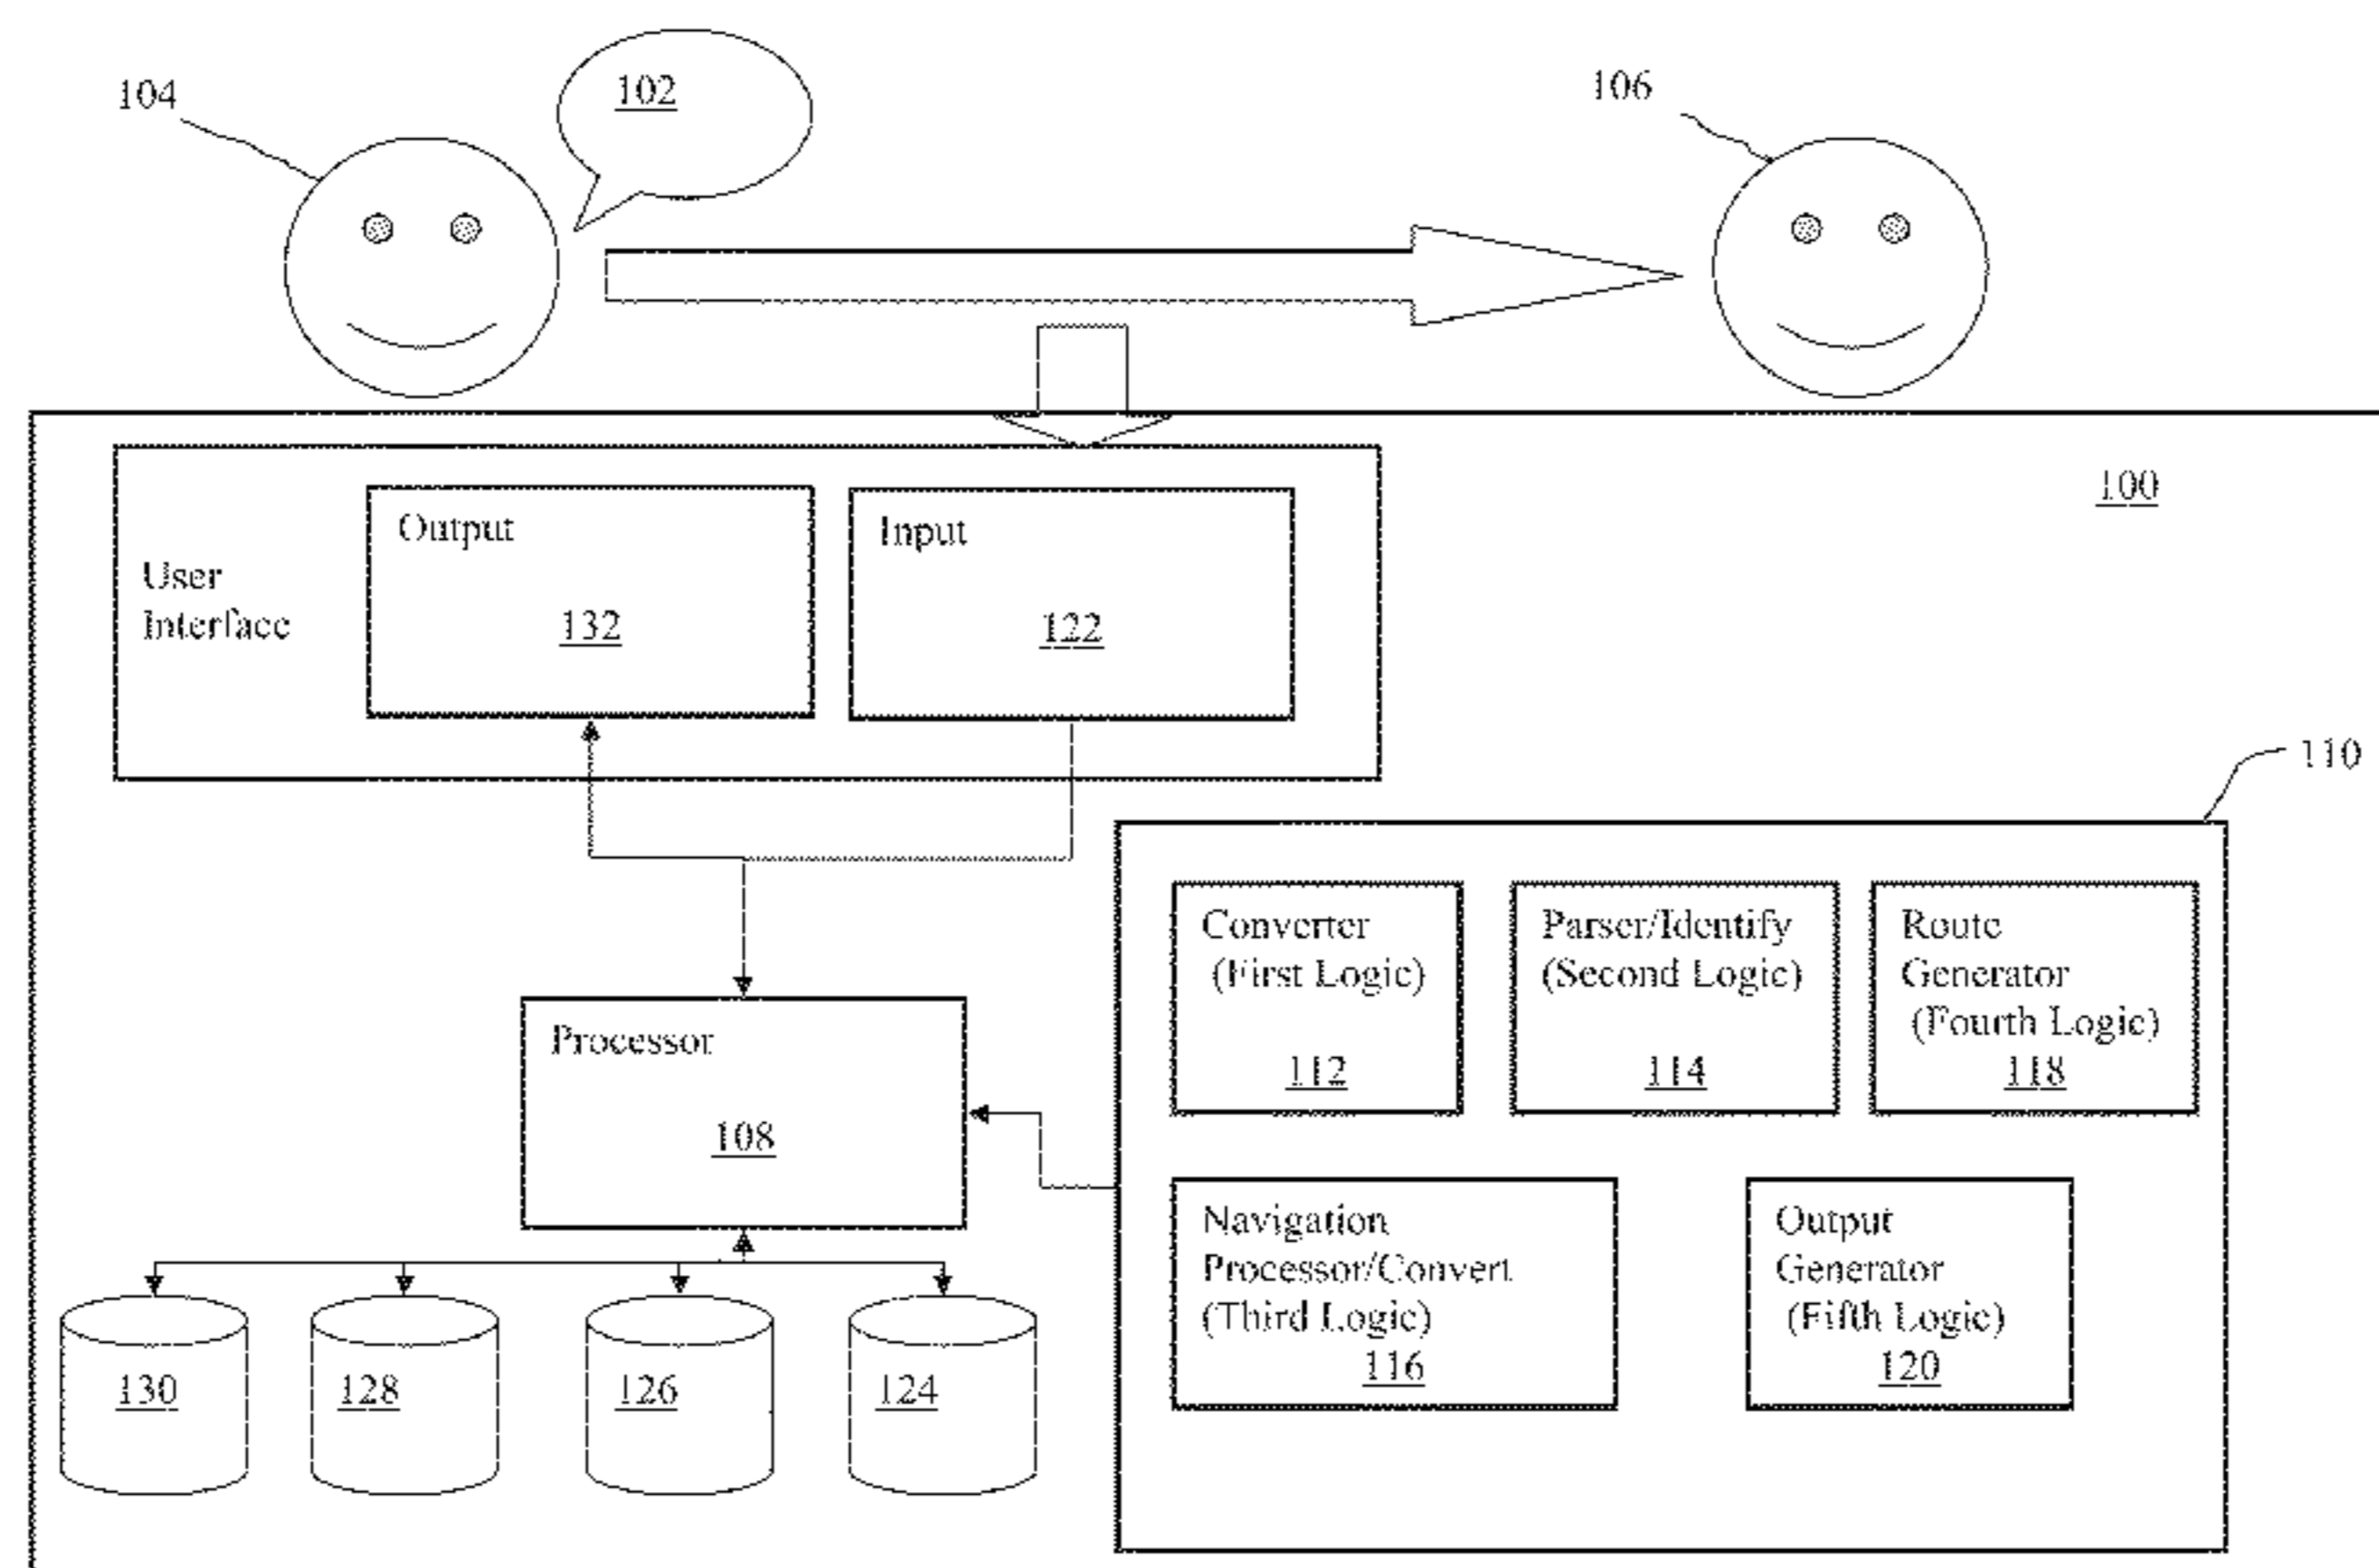 104
102
106
100
Output
Input
User
Interface
132
122
110
Converter
(First Logic)
112
Parser/Identify
(Second Logic)
114
Route
Generator
(Fourth Logic)
118
Processor
108
Navigation
Processor/Convert
(Third Logic)
116
Output
Generator
(Fifth Logic)
120
130
128
126
124